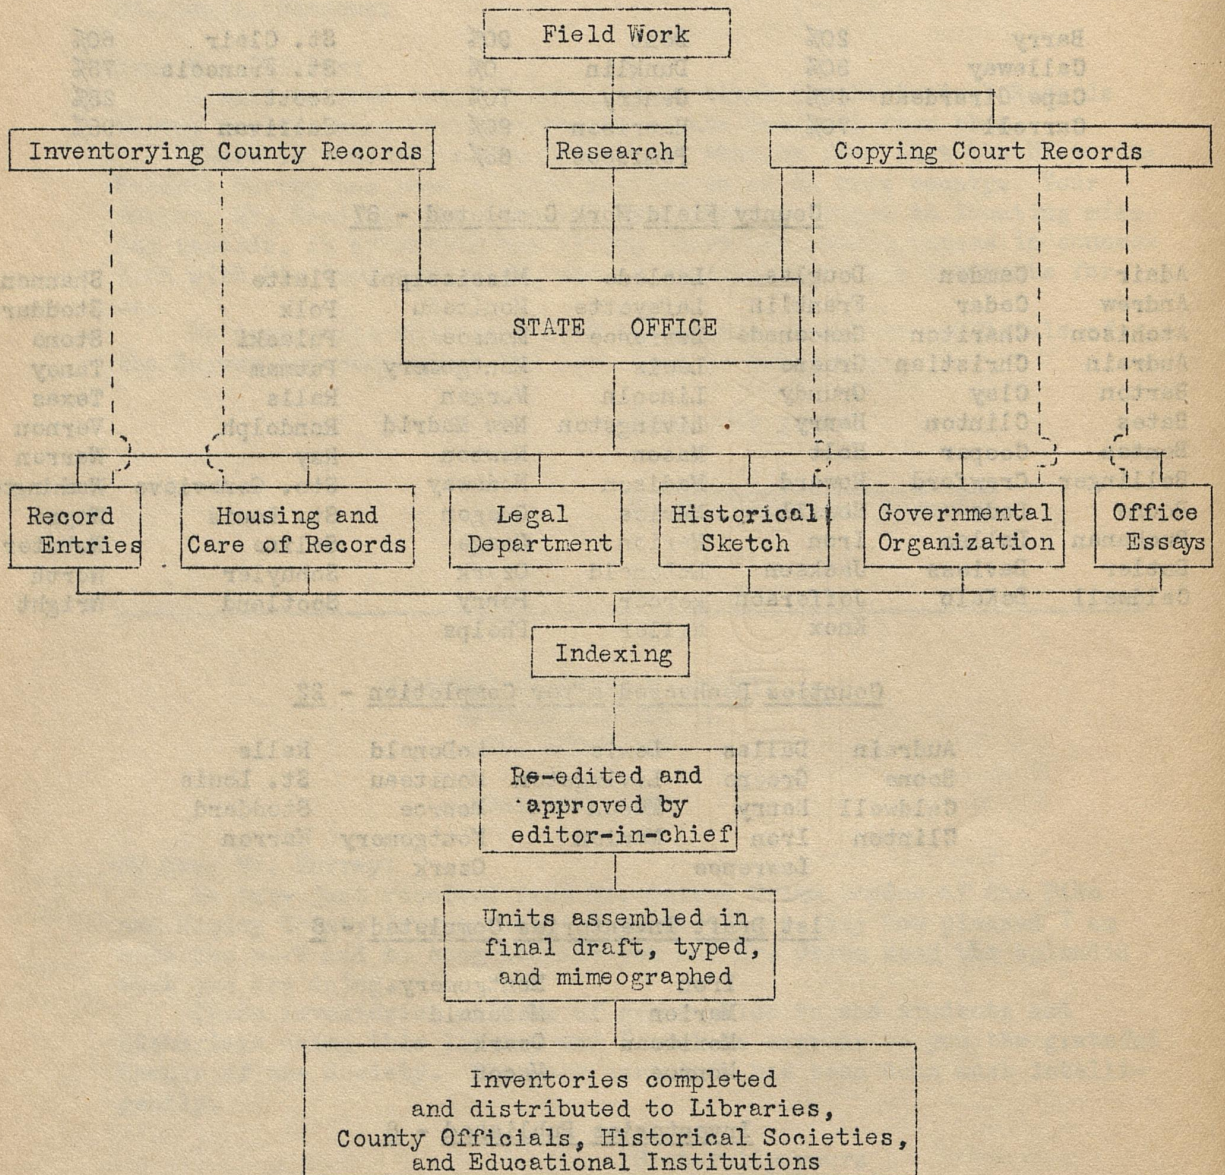 Field Work
Inventorying County Records
Research
Copying Court Records
STATE OFFICE
Record
Entries
Housing and
Care of Records
Legal
Department
Historical
Sketch
Governmental
Organization
Office
Essays
Indexing
Re-edited and
approved by
editor-in-chief
Units assembled in
final draft, typed,
and mimeographed
Inventories completed
and distributed to Libraries,
County Officials, Historical Societies,
and Educational Institutions